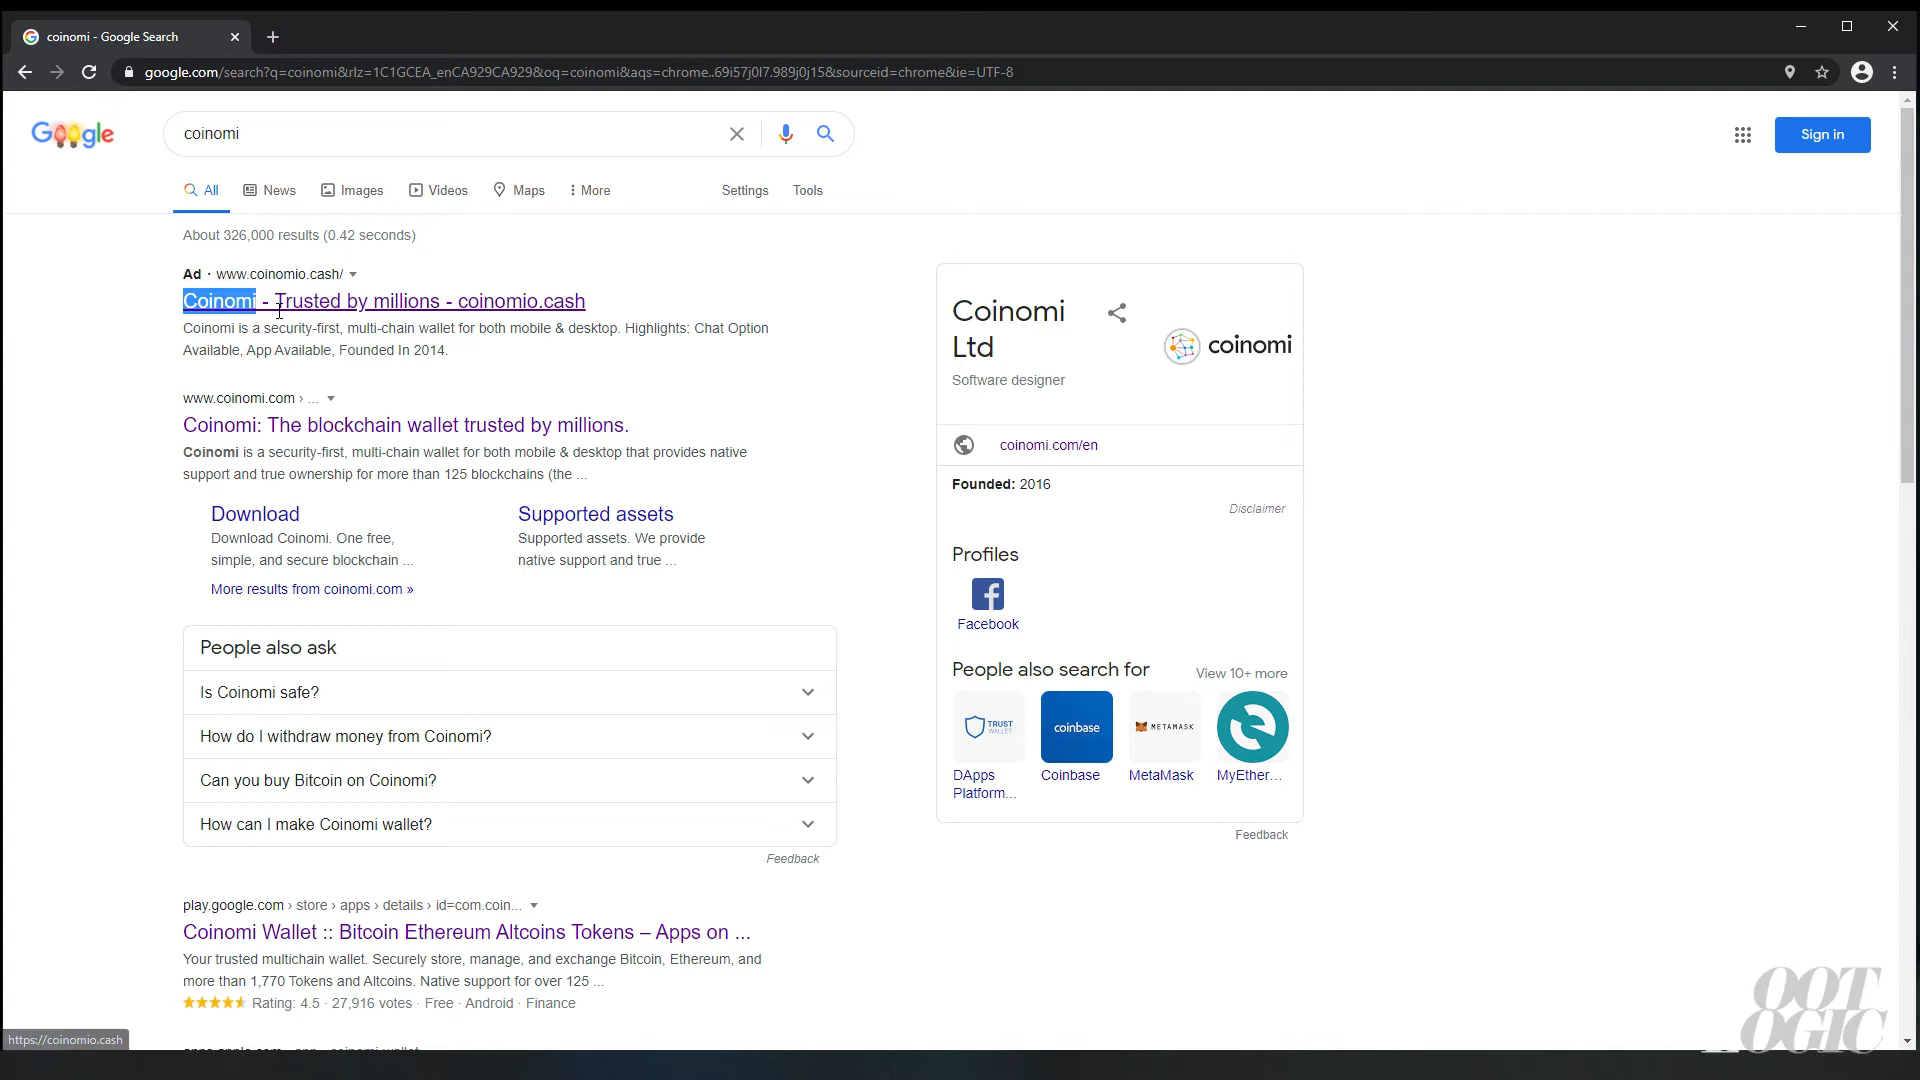 coinomi - Google Search
google.com/search?q=coinomi&rlz=1C1GCEA_enCA929CA929&oq=coinomi&aqs=chrome..69i57j0l7.989j0j15&sourceid=chrome&ie=UTF-8
Google
coinomi
Sign in
All News Images Videos Maps More Settings Tools
About 326,000 results (0.42 seconds)
Ad · www.coinomio.cash/
Coinomi - Trusted by millions - coinomio.cash
Coinomi is a security-first, multi-chain wallet for both mobile & desktop. Highlights: Chat Option
Available, App Available, Founded In 2014.
www.coinomi.com › ...
Coinomi: The blockchain wallet trusted by millions.
Coinomi is a security-first, multi-chain wallet for both mobile & desktop that provides native
support and true ownership for more than 125 blockchains (the ...
Download
Download Coinomi. One free,
simple, and secure blockchain ...
Supported assets
Supported assets. We provide
native support and true ...
More results from coinomi.com »
People also ask
Is Coinomi safe?
How do I withdraw money from Coinomi?
Can you buy Bitcoin on Coinomi?
How can I make Coinomi wallet?
Feedback
play.google.com › store › apps › details › id=com.coin...
Coinomi Wallet :: Bitcoin Ethereum Altcoins Tokens – Apps on ...
Your trusted multichain wallet. Securely store, manage, and exchange Bitcoin, Ethereum, and
more than 1,770 Tokens and Altcoins. Native support for over 125 ...
Rating: 4.5 · 27,916 votes · Free · Android · Finance
https://coinomio.cash
Coinomi
Ltd
Software designer
coinomi
coinomi.com/en
Founded: 2016
Disclaimer
Profiles
Facebook
People also search for
View 10+ more
TRUST
WALLET
coinbase
METAMASK
DApps
Platform...
Coinbase
MetaMask
MyEther...
Feedback
OOT
OGIC